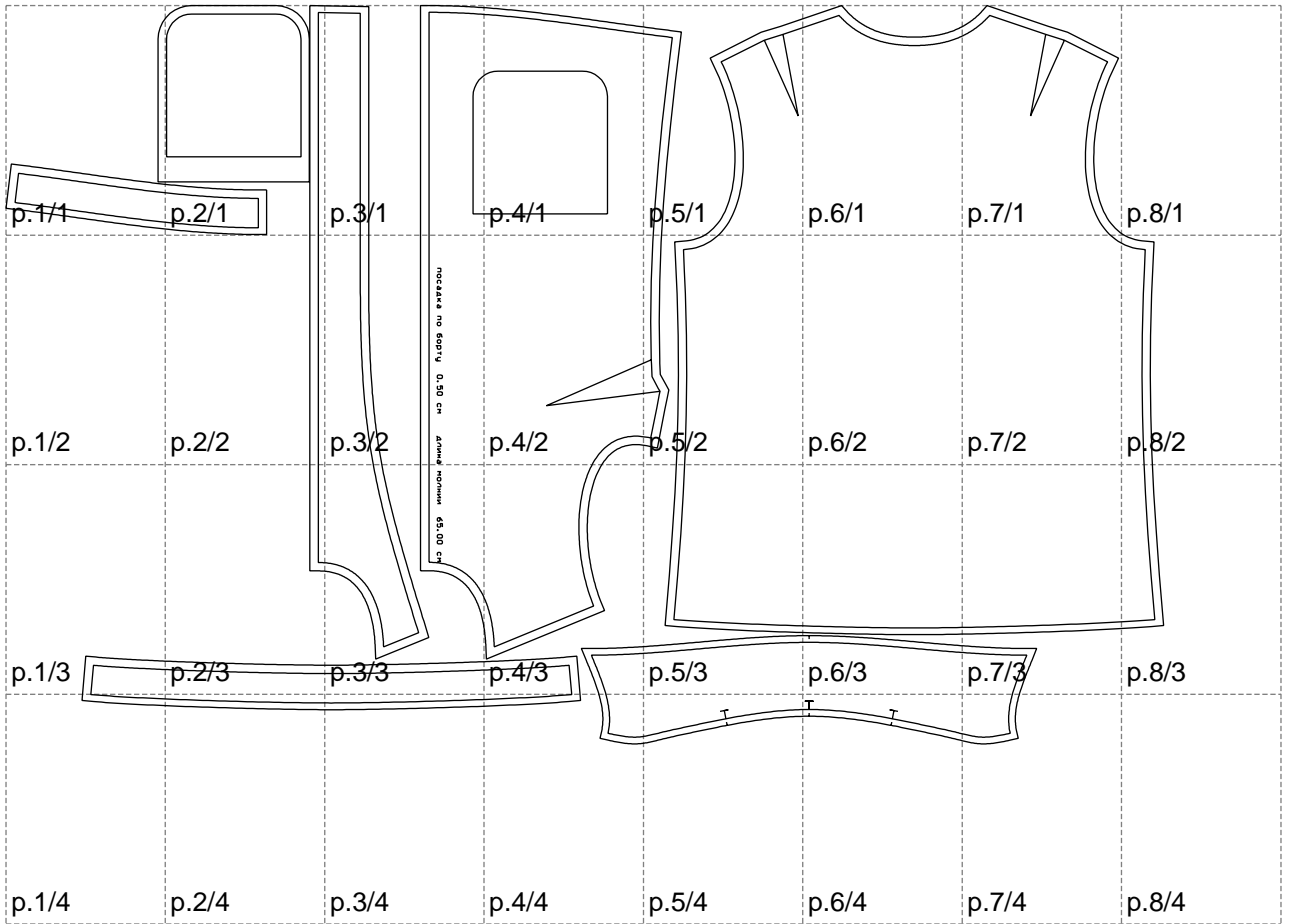 p.1/1 p.2/1 p.3/1 p.4/1 p.5/1 p.6/1 p.7/1 p.8/1
посадка по борту 0.50 см длина молнии 65.00 см
p.1/2 p.2/2 p.3/2 p.4/2 p.5/2 p.6/2 p.7/2 p.8/2
p.1/3 p.2/3 p.3/3 p.4/3 p.5/3 p.6/3 p.7/3 p.8/3
p.1/4 p.2/4 p.3/4 p.4/4 p.5/4 p.6/4 p.7/4 p.8/4